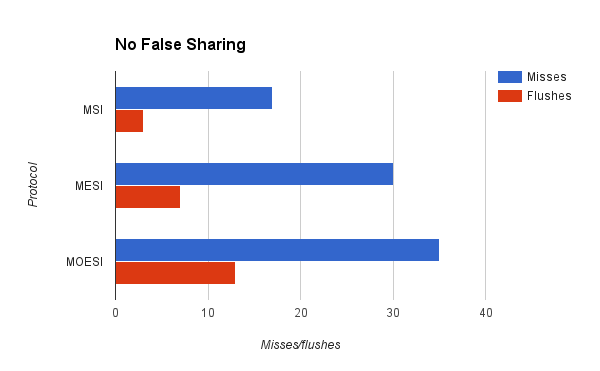 No False Sharing
Misses
Flushes
MSI
MESI
MOESI
Protocol
0 10 20 30 40
Misses/flushes